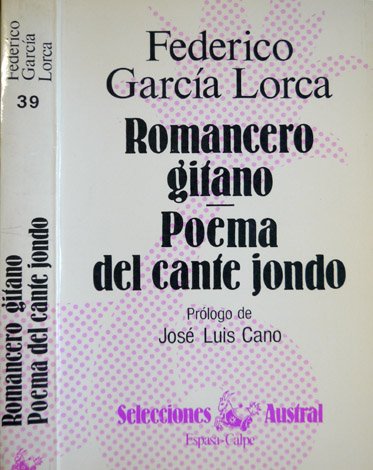 Federico
García
Lorca
39
Romancero gitano
Poema del cante jondo
Federico
García Lorca
Romancero
gitano
Poema
del cante jondo
Prólogo de
José Luis Cano
Selecciones Austral
Espasa-Calpe